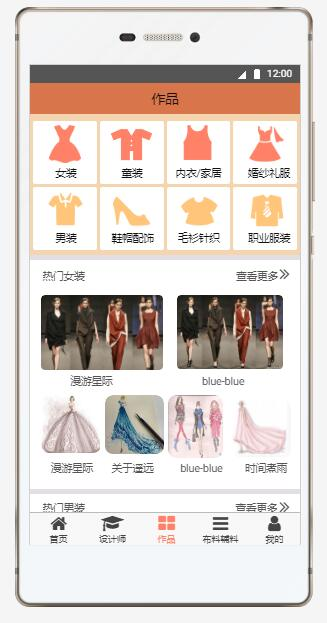 12:00
作品
女装 童装 内衣/家居 婚纱礼服
男装 鞋帽配饰 毛衫针织 职业服装
热门女装 查看更多
漫游星际 blue-blue
漫游星际 关于遥远 blue-blue 时间煮雨
热门男装 查看更多
首页 设计师 作品 布料辅料 我的